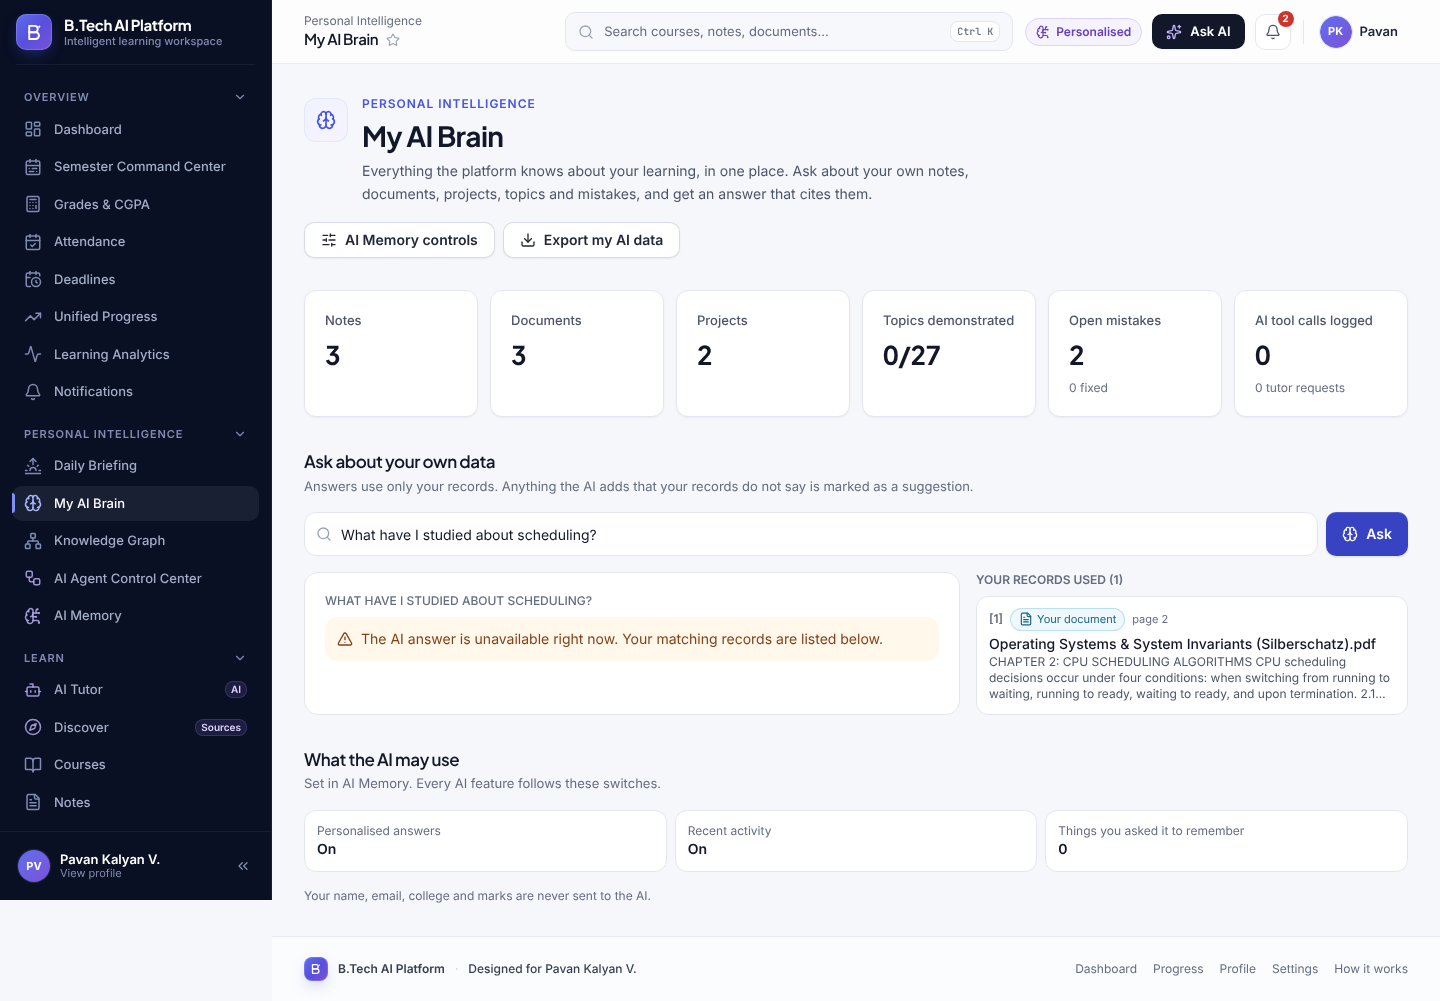 B.Tech AI Platform
Intelligent learning workspace
OVERVIEW
Dashboard
Semester Command Center
Grades & CGPA
Attendance
Deadlines
Unified Progress
Learning Analytics
Notifications
PERSONAL INTELLIGENCE
Daily Briefing
My AI Brain
Knowledge Graph
AI Agent Control Center
AI Memory
LEARN
AI Tutor AI
Discover Sources
Courses
Notes
PV Pavan Kalyan V.
View profile
Personal Intelligence
My AI Brain
Search courses, notes, documents... Ctrl K
Personalised
Ask AI
2
PK Pavan
PERSONAL INTELLIGENCE
My AI Brain
Everything the platform knows about your learning, in one place. Ask about your own notes,
documents, projects, topics and mistakes, and get an answer that cites them.
AI Memory controls Export my AI data
Notes
3
Documents
3
Projects
2
Topics demonstrated
0/27
Open mistakes
2
0 fixed
AI tool calls logged
0
0 tutor requests
Ask about your own data
Answers use only your records. Anything the AI adds that your records do not say is marked as a suggestion.
What have I studied about scheduling? Ask
WHAT HAVE I STUDIED ABOUT SCHEDULING?
The AI answer is unavailable right now. Your matching records are listed below.
YOUR RECORDS USED (1)
[1] Your document page 2
Operating Systems & System Invariants (Silberschatz).pdf
CHAPTER 2: CPU SCHEDULING ALGORITHMS CPU scheduling
decisions occur under four conditions: when switching from running to
waiting, running to ready, waiting to ready, and upon termination. 2.1...
What the AI may use
Set in AI Memory. Every AI feature follows these switches.
Personalised answers
On
Recent activity
On
Things you asked it to remember
0
Your name, email, college and marks are never sent to the AI.
B.Tech AI Platform · Designed for Pavan Kalyan V.
Dashboard Progress Profile Settings How it works